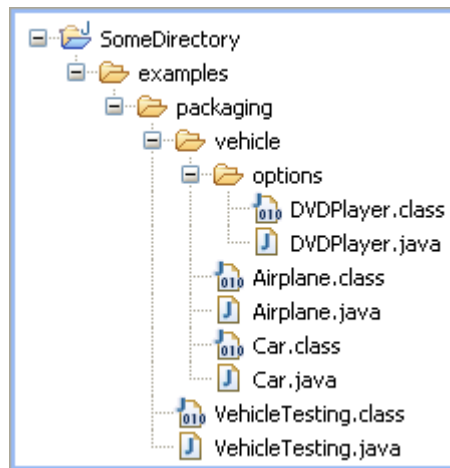 SomeDirectory
examples
packaging
vehicle
options
DVDPlayer.class
DVDPlayer.java
Airplane.class
Airplane.java
Car.class
Car.java
VehicleTesting.class
VehicleTesting.java